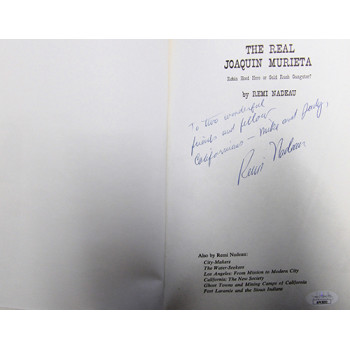 THE REAL
JOAQUIN MURIETA
Robin Hood Hero or Gold Rush Gangster?
by REMI NADEAU
To two wonderful
friends and fellow
Californians — Mike and Judy,
Remi Nadeau
Also by Remi Nadeau:
City-Makers
The Water-Seekers
Los Angeles: From Mission to Modern City
California: The New Society
Ghost Towns and Mining Camps of California
Fort Laramie and the Sioux Indians